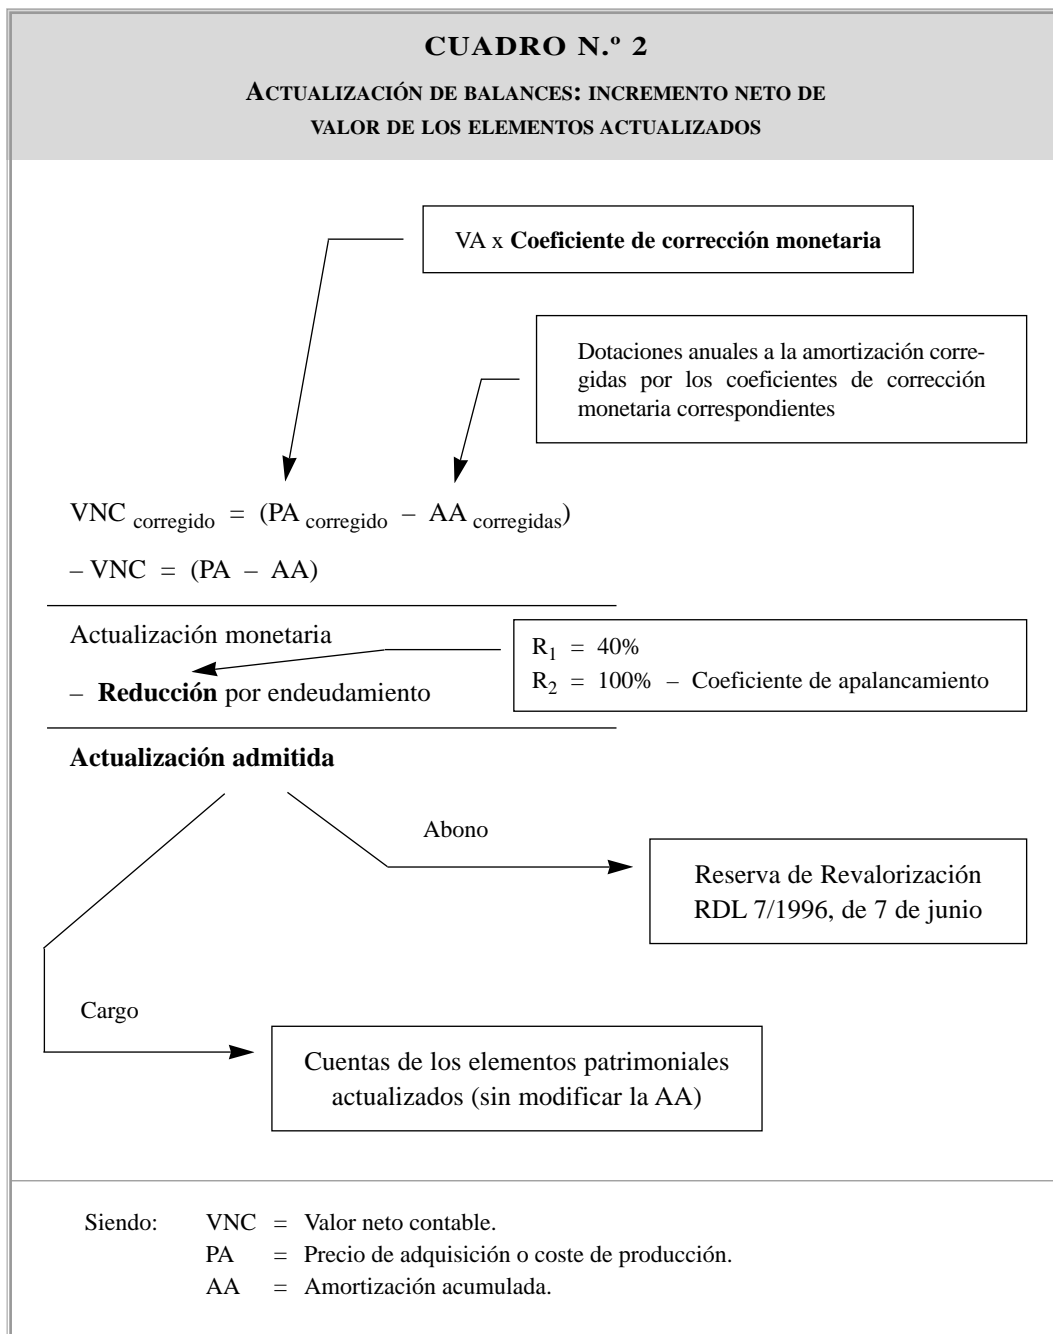 CUADRO N.º 2
ACTUALIZACIÓN DE BALANCES: INCREMENTO NETO DE
VALOR DE LOS ELEMENTOS ACTUALIZADOS
VA x Coeficiente de corrección monetaria
Dotaciones anuales a la amortización corre-
gidas por los coeficientes de corrección
monetaria correspondientes
VNC corregido = (PA corregido – AA corregidas)
– VNC = (PA – AA)
Actualización monetaria
– Reducción por endeudamiento
R1 = 40%
R2 = 100% – Coeficiente de apalancamiento
Actualización admitida
Abono
Reserva de Revalorización
RDL 7/1996, de 7 de junio
Cargo
Cuentas de los elementos patrimoniales
actualizados (sin modificar la AA)
Siendo: VNC = Valor neto contable.
PA = Precio de adquisición o coste de producción.
AA = Amortización acumulada.